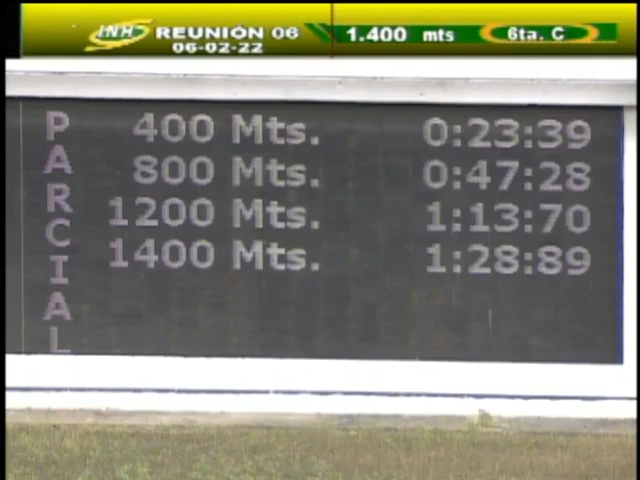 INH REUNIÓN 06 1.400 mts 6ta. C
06-02-22
PARCIAL
400 Mts. 0:23:39
800 Mts. 0:47:28
1200 Mts. 1:13:70
1400 Mts. 1:28:89